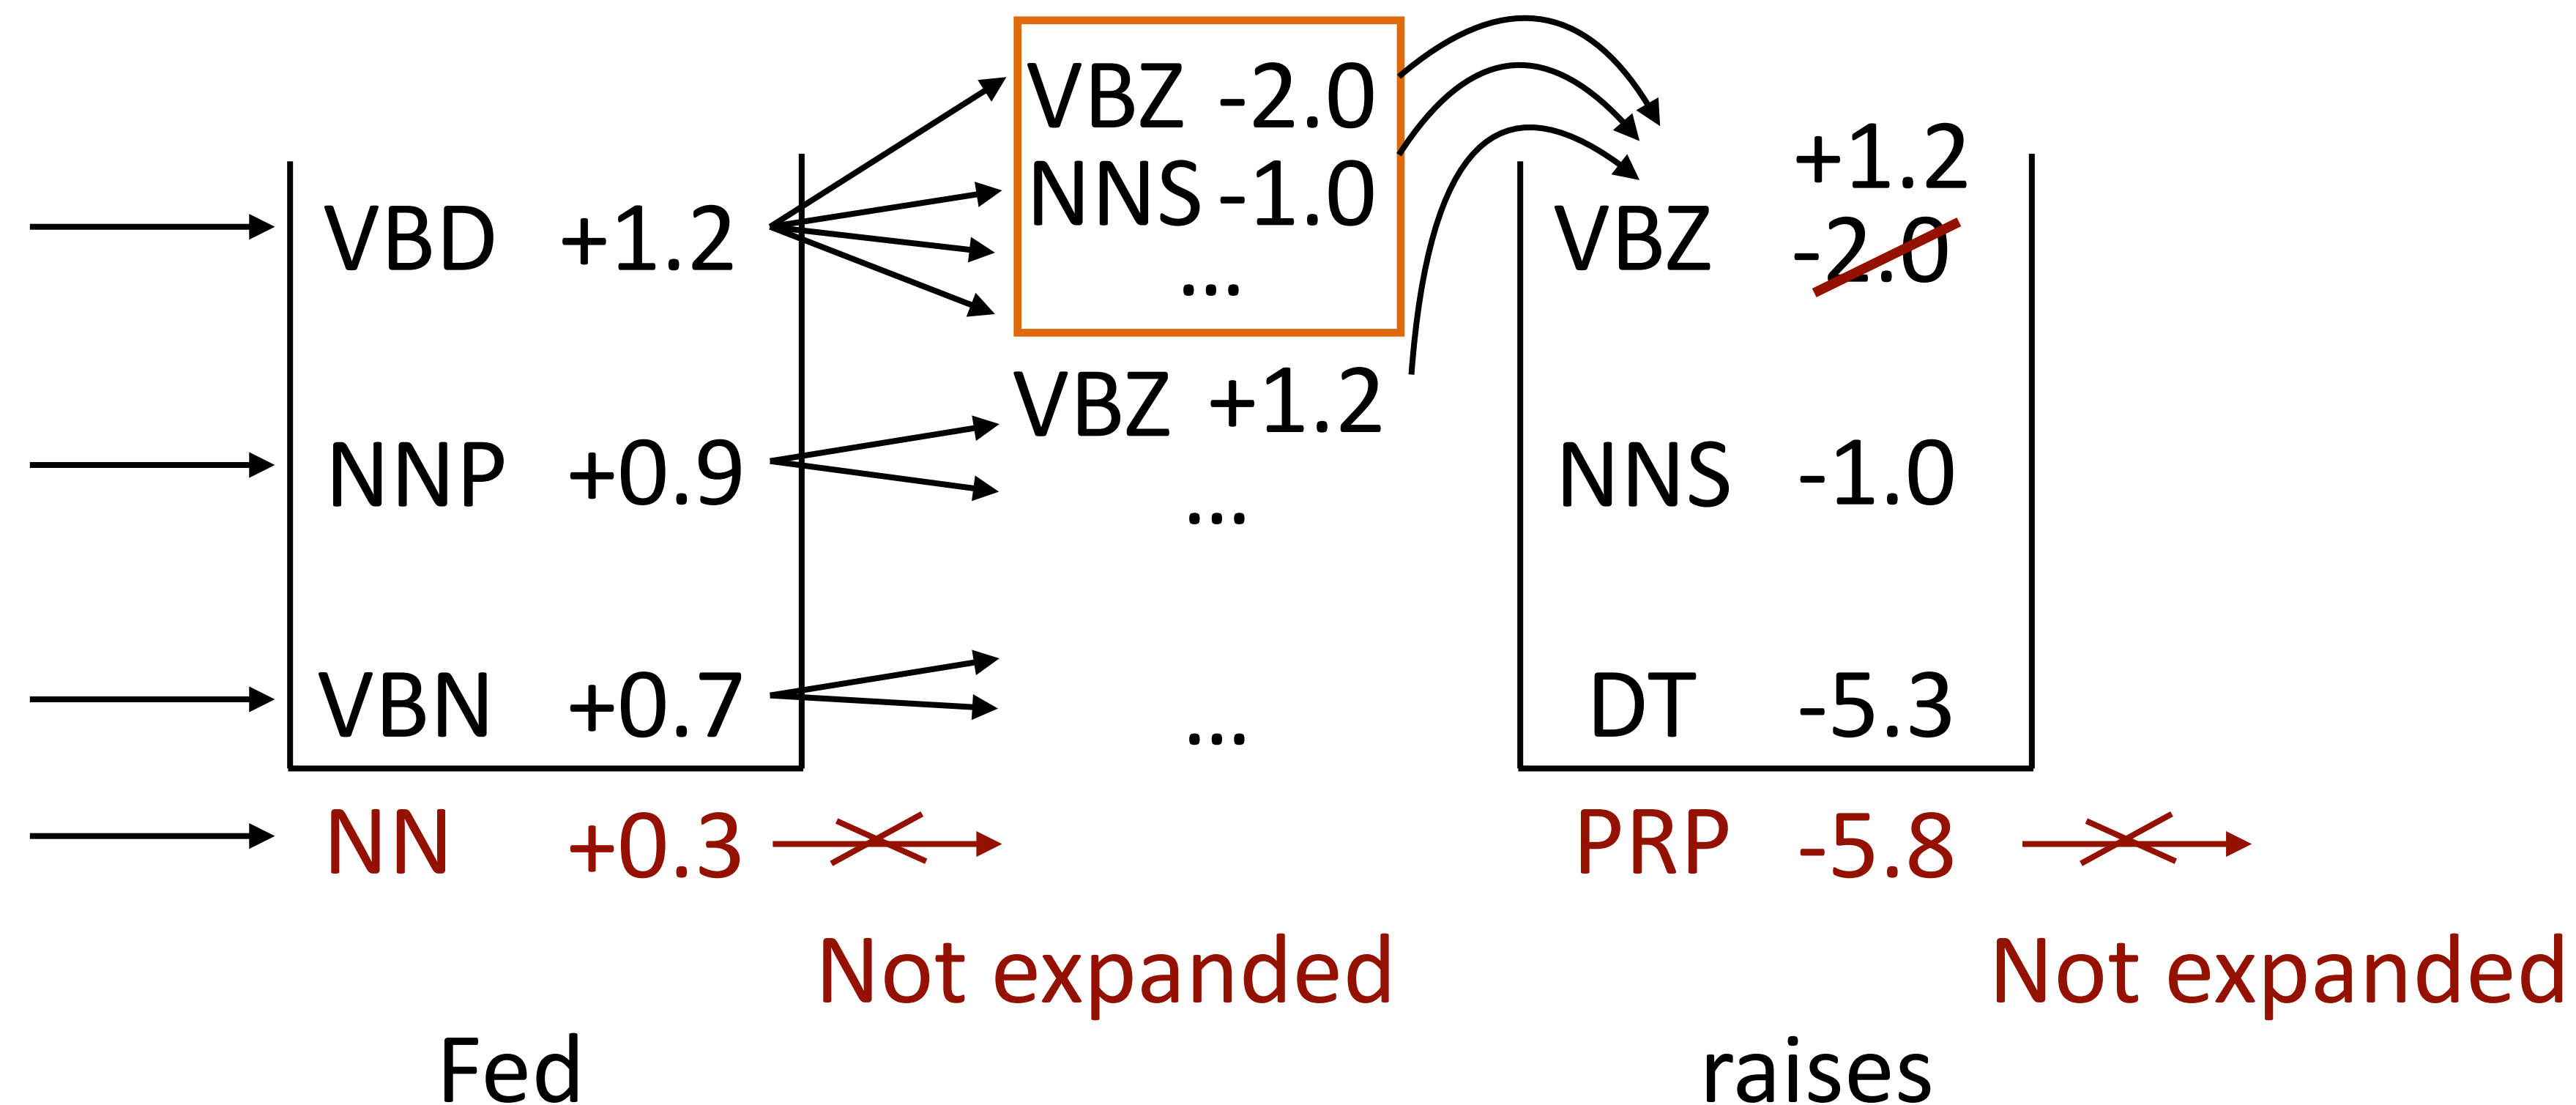 VBD +1.2
NNP +0.9
VBN +0.7
NN +0.3
VBZ -2.0
NNS -1.0
...
VBZ +1.2
...
...
Not expanded
Fed
+1.2
VBZ -2.0
NNS -1.0
DT -5.3
PRP -5.8
Not expanded
raises